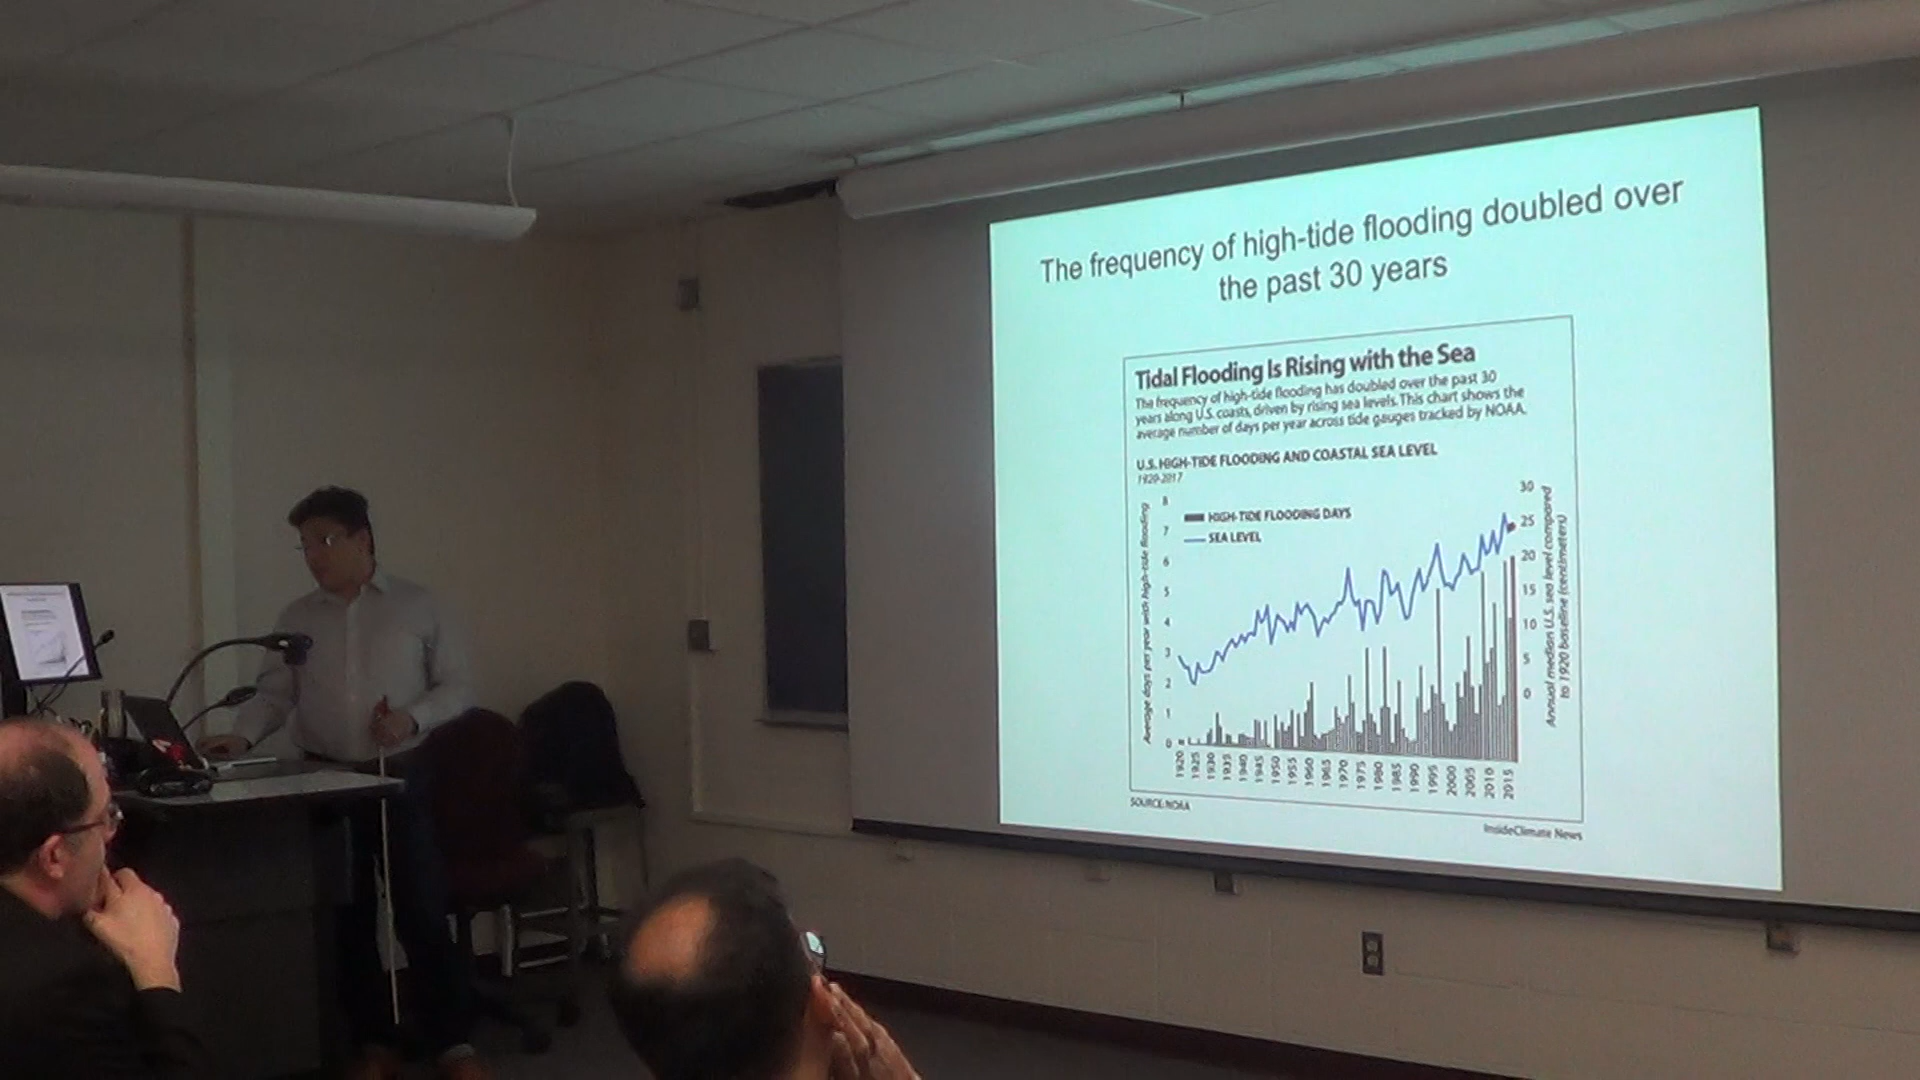 The frequency of high-tide flooding doubled over
the past 30 years
Tidal Flooding Is Rising with the Sea
The frequency of high-tide flooding has doubled over the past 30
years along U.S. coasts, driven by rising sea levels. This chart shows the
average number of days per year across tide gauges tracked by NOAA.
U.S. HIGH-TIDE FLOODING AND COASTAL SEA LEVEL
1920-2017
HIGH-TIDE FLOODING DAYS
SEA LEVEL
Average days per year with high-tide flooding
8
7
6
5
4
3
2
1
0
30
25
20
15
10
5
0
Annual median U.S. sea level compared
to 1920 baseline (centimeters)
1920
1925
1930
1935
1940
1945
1950
1955
1960
1965
1970
1975
1980
1985
1990
1995
2000
2005
2010
2015
SOURCE: NOAA
InsideClimate News